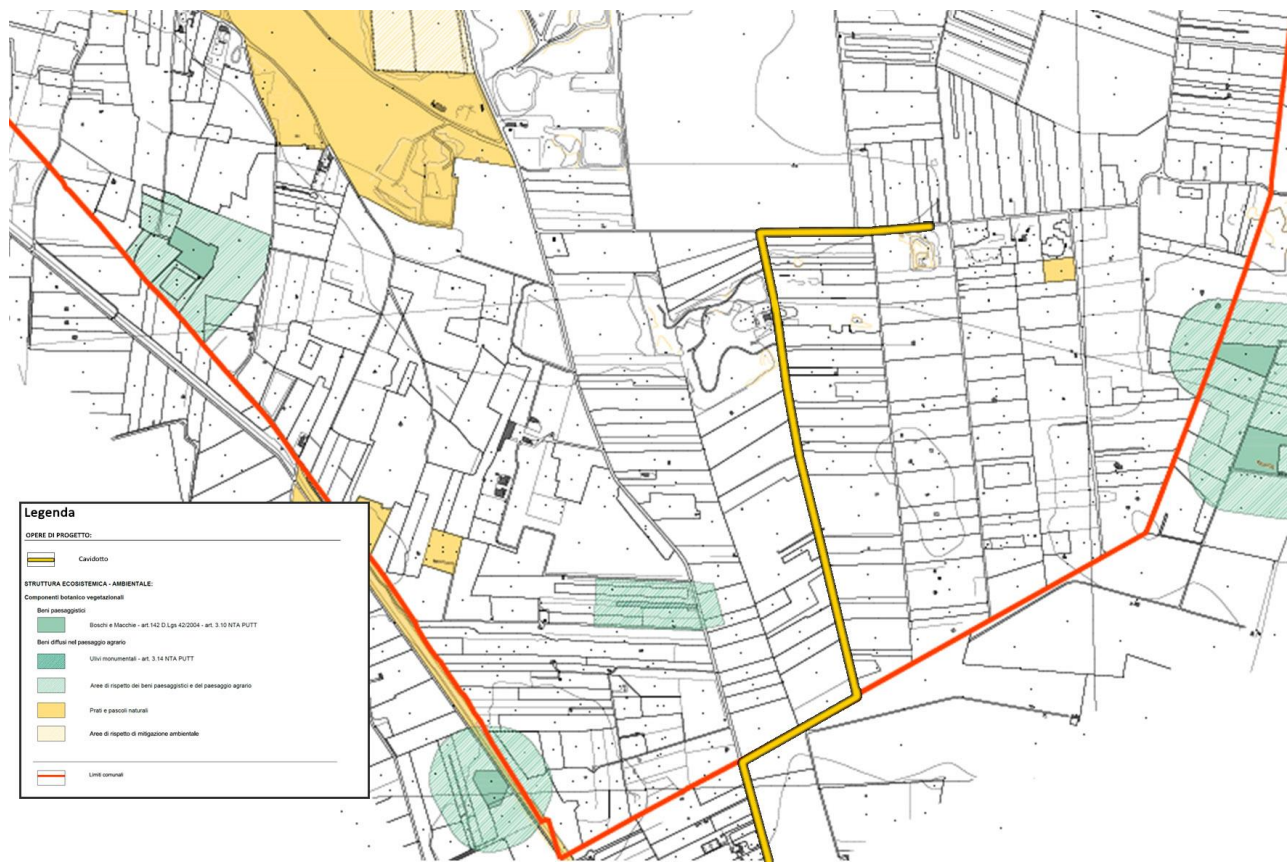 Legenda
OPERE DI PROGETTO:
Cavidotto
STRUTTURA ECOSISTEMICA - AMBIENTALE:
Componenti botanico vegetazionali
Beni paesaggistici
Boschi e Macchie - art.142 D.Lgs 42/2004 - art. 3.10 NTA PUTT
Beni diffusi nel paesaggio agrario
Ulivi monumentali - art. 3.14 NTA PUTT
Aree di rispetto dei beni paesaggistici e del paesaggio agrario
Prati e pascoli naturali
Aree di rispetto di mitigazione ambientale
Limiti comunali